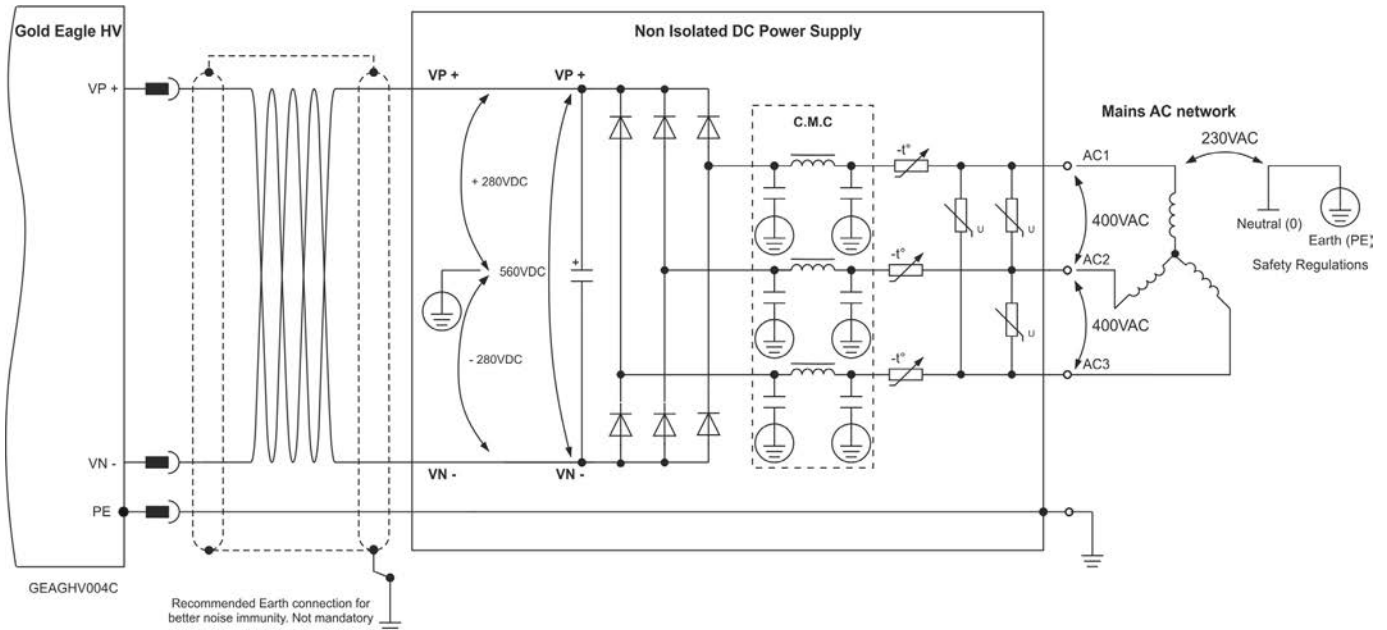 Gold Eagle HV
Non Isolated DC Power Supply
VP +
VP +
VP +
C.M.C
Mains AC network
230VAC
-t°
AC1
+ 280VDC
U
U
400VAC
Neutral (0)
Earth (PE)
Safety Regulations
-t°
AC2
560VDC
U
400VAC
- 280VDC
-t°
AC3
VN -
VN -
VN -
PE
GEAGHV004C
Recommended Earth connection for
better noise immunity. Not mandatory